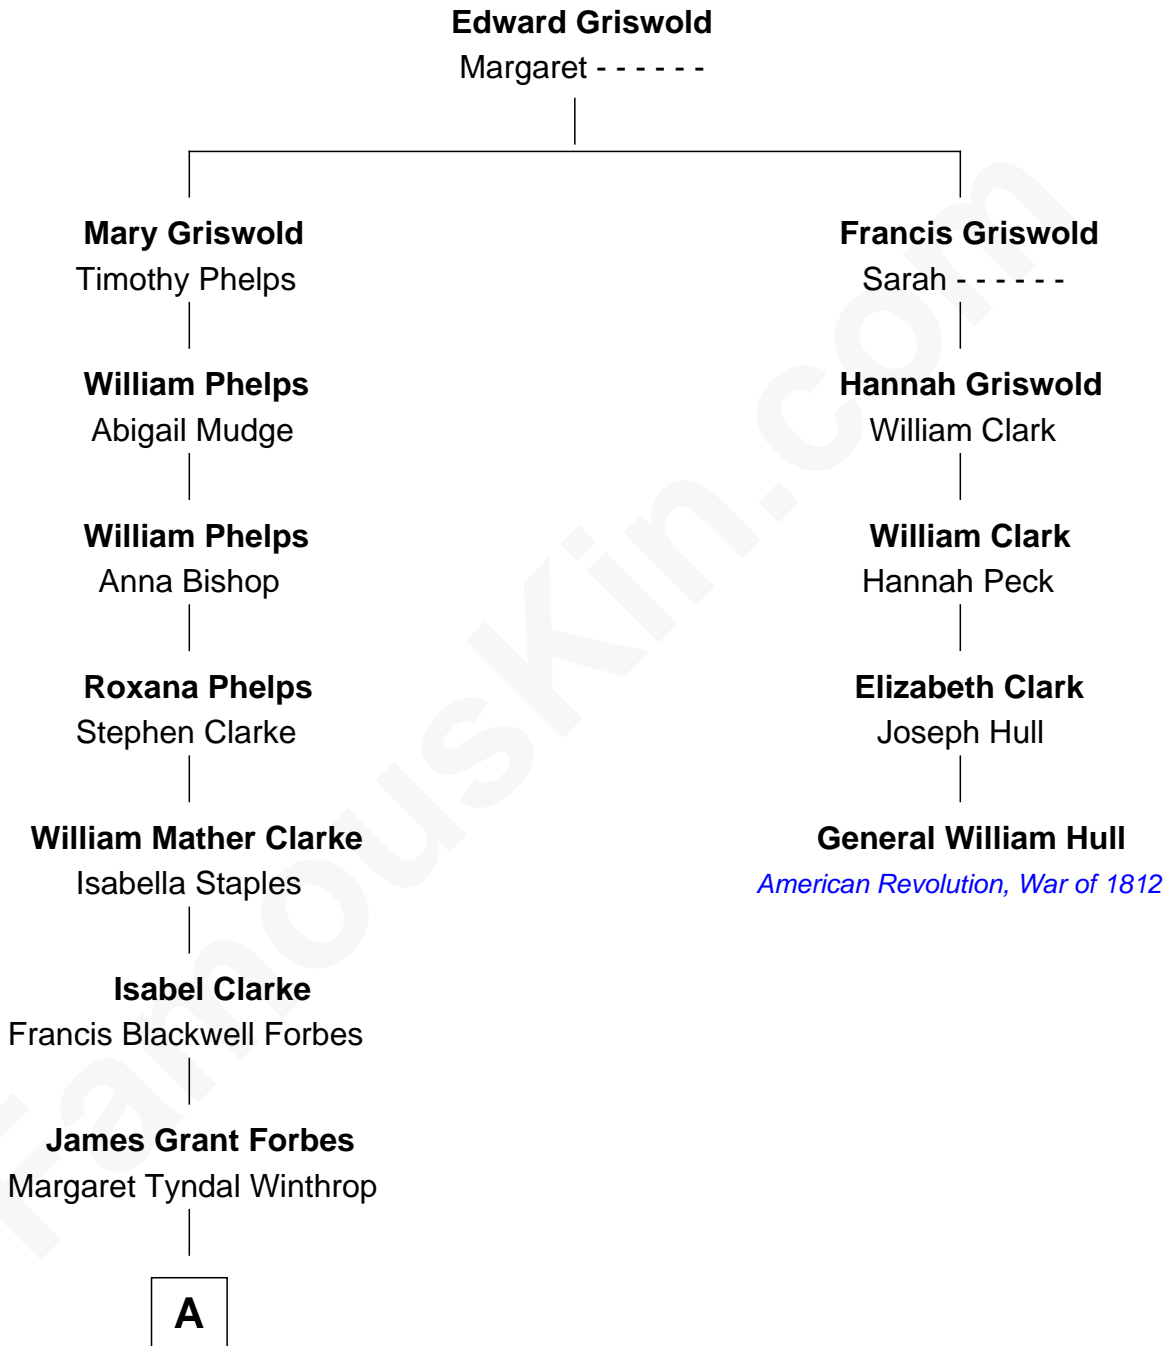 Edward Griswold
Margaret - - - - - -
Mary Griswold
Timothy Phelps
Francis Griswold
Sarah - - - - - -
William Phelps
Abigail Mudge
Hannah Griswold
William Clark
William Phelps
Anna Bishop
William Clark
Hannah Peck
Roxana Phelps
Stephen Clarke
Elizabeth Clark
Joseph Hull
William Mather Clarke
Isabella Staples
General William Hull
American Revolution, War of 1812
Isabel Clarke
Francis Blackwell Forbes
James Grant Forbes
Margaret Tyndal Winthrop
A
FamousKin.com